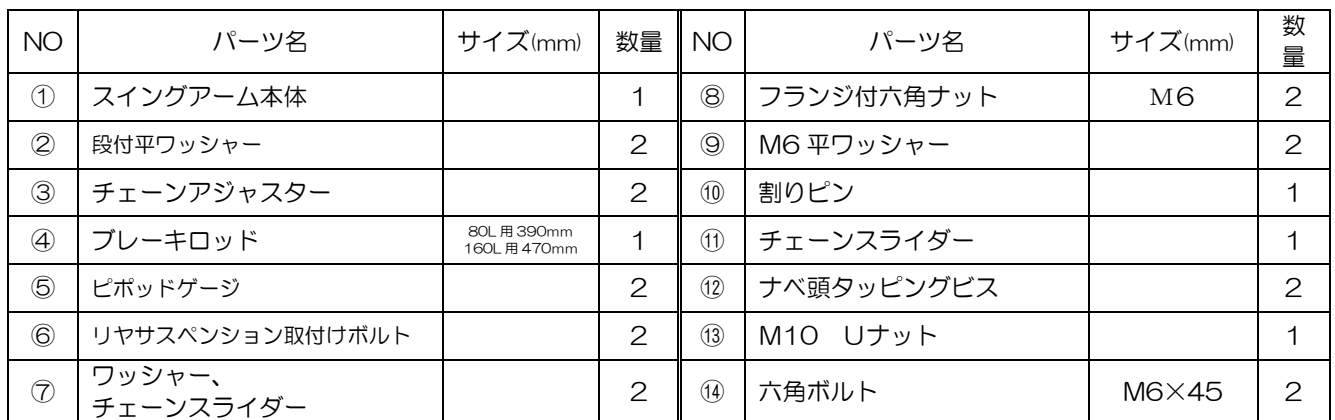 NO パーツ名 サイズ(mm) 数量 NO パーツ名 サイズ(mm) 数量
① スイングアーム本体 1 ⑧ フランジ付六角ナット M6 2
② 段付平ワッシャー 2 ⑨ M6 平ワッシャー 2
③ チェーンアジャスター 2 ⑩ 割りピン 1
④ ブレーキロッド 80L 用 390mm 160L 用 470mm 1 ⑪ チェーンスライダー 1
⑤ ピポッドゲージ 2 ⑫ ナベ頭タッピングビス 2
⑥ リヤサスペンション取付けボルト 2 ⑬ M10 Uナット 1
⑦ ワッシャー、チェーンスライダー 2 ⑭ 六角ボルト M6×45 2